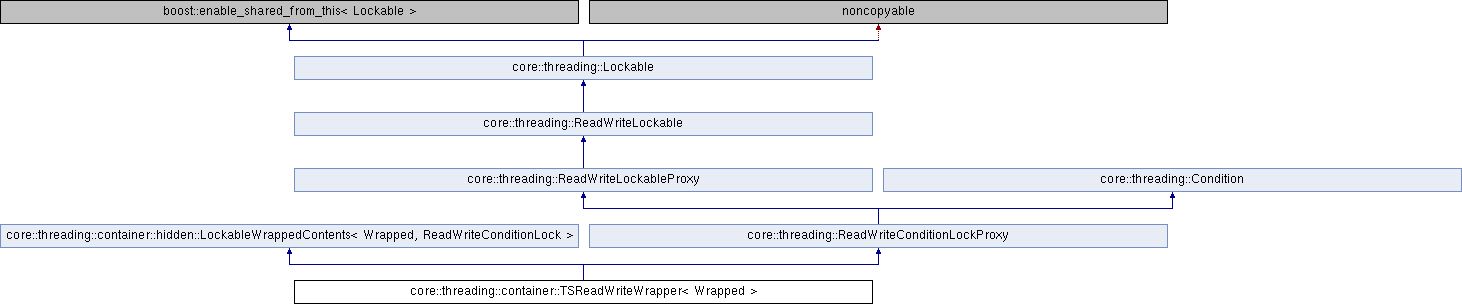 boost::enable_shared_from_this< Lockable >
noncopyable
core::threading::Lockable
core::threading::ReadWriteLockable
core::threading::ReadWriteLockableProxy
core::threading::Condition
core::threading::container::hidden::LockableWrappedContents< Wrapped, ReadWriteConditionLock >
core::threading::ReadWriteConditionLockProxy
core::threading::container::TSReadWriteWrapper< Wrapped >